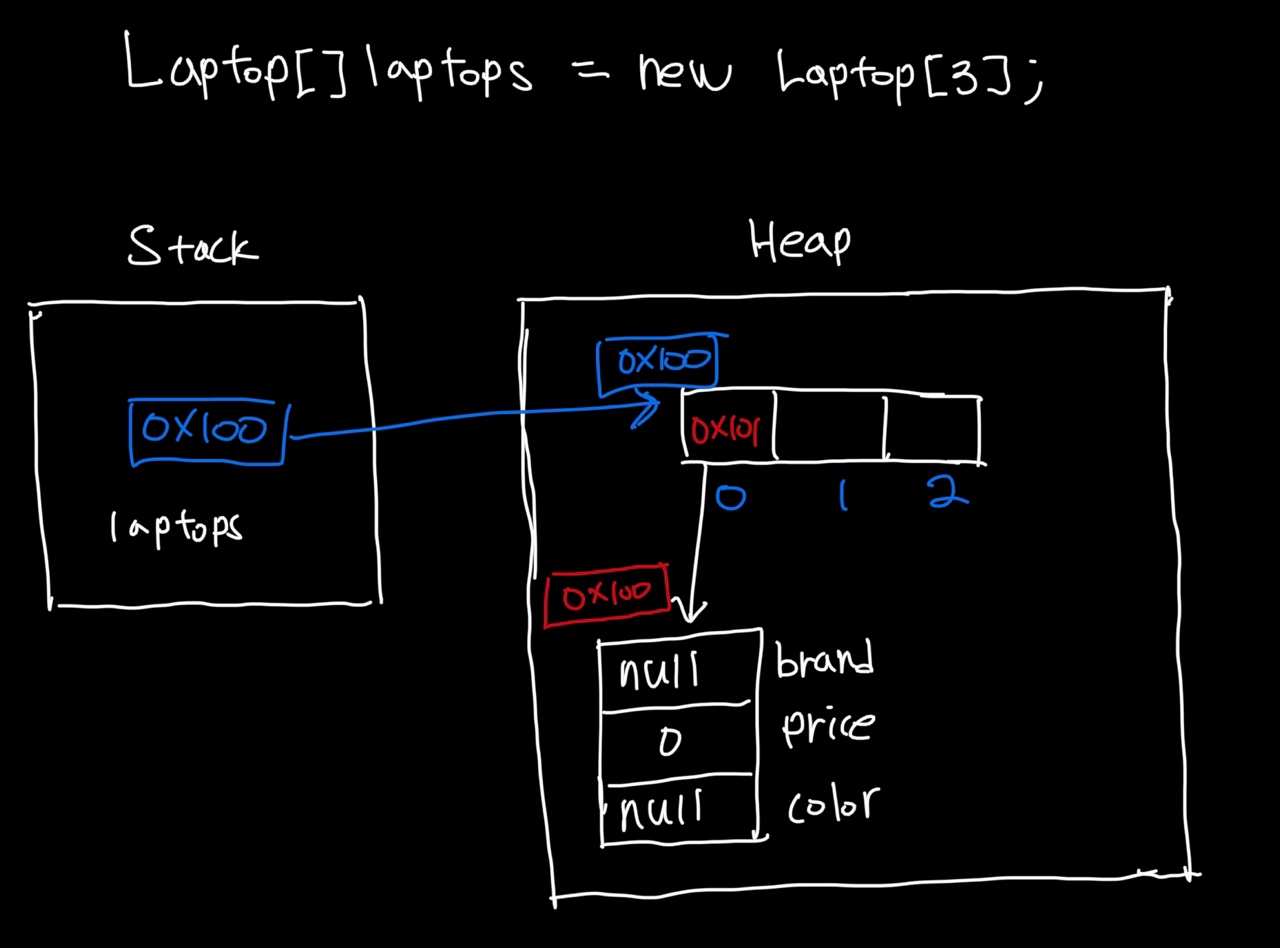 Laptop[] laptops = new Laptop[3];
Stack
Heap
0X100
0X100
0X101
0 1 2
laptops
0X100
null brand
0 price
null color